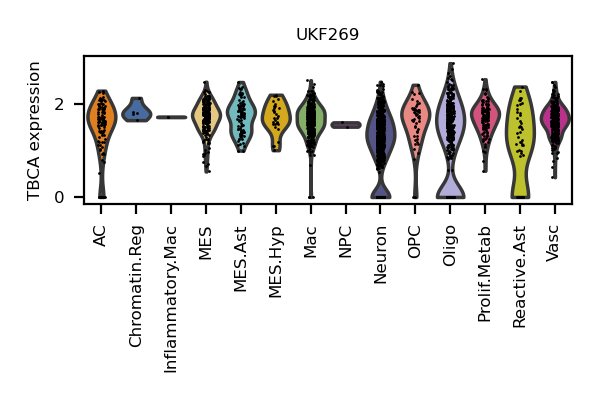 UKF269
TBCA expression
2
0
AC
Chromatin.Reg
Inflammatory.Mac
MES
MES.Ast
MES.Hyp
Mac
NPC
Neuron
OPC
Oligo
Prolif.Metab
Reactive.Ast
Vasc